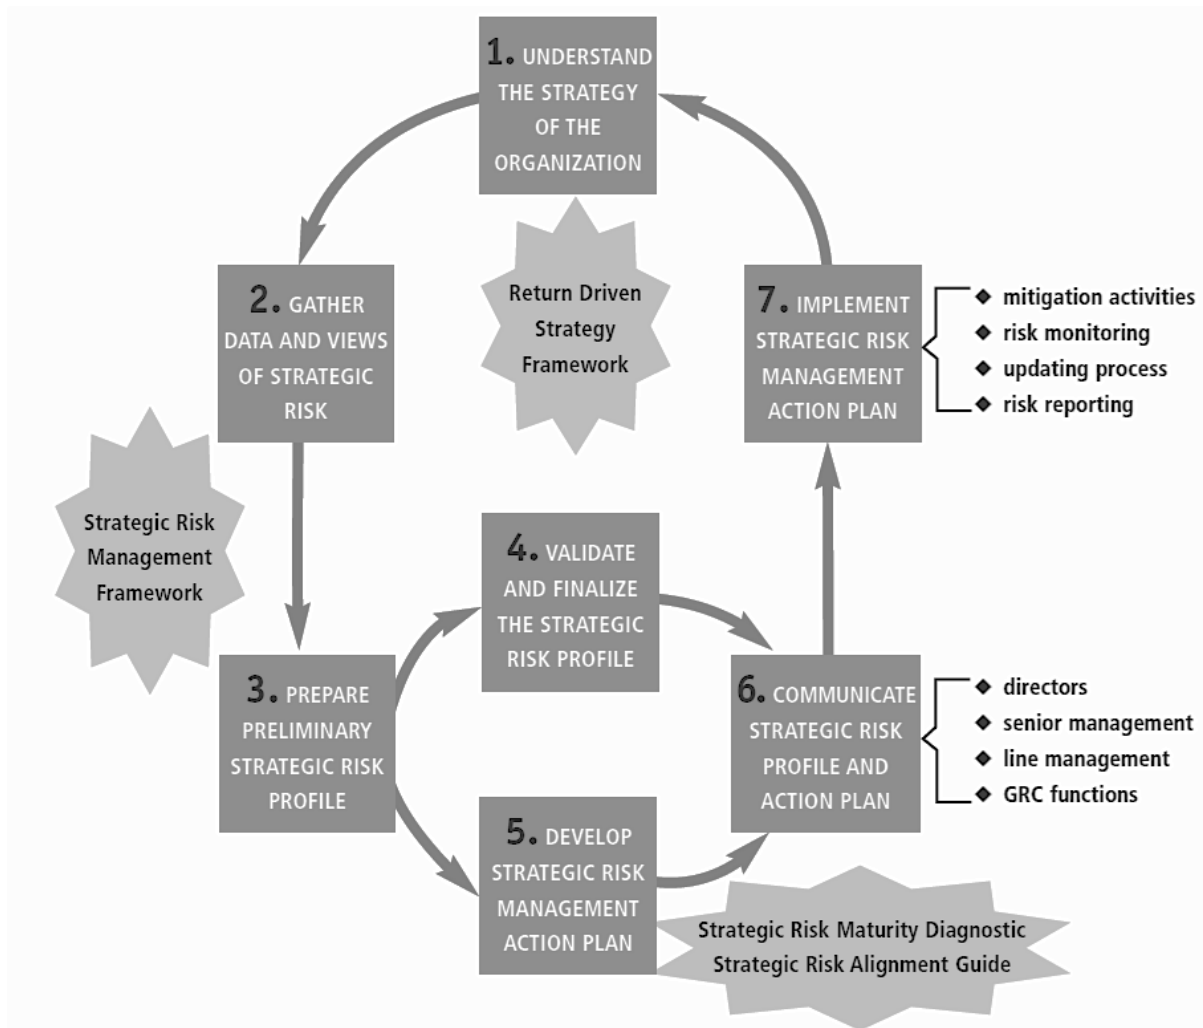 1. UNDERSTAND
THE STRATEGY
OF THE
ORGANIZATION
Return Driven
Strategy
Framework
2. GATHER
DATA AND VIEWS
OF STRATEGIC
RISK
7. IMPLEMENT
STRATEGIC RISK
MANAGEMENT
ACTION PLAN
mitigation activities
risk monitoring
updating process
risk reporting
Strategic Risk
Management
Framework
4. VALIDATE
AND FINALIZE
THE STRATEGIC
RISK PROFILE
3. PREPARE
PRELIMINARY
STRATEGIC RISK
PROFILE
6. COMMUNICATE
STRATEGIC RISK
PROFILE AND
ACTION PLAN
directors
senior management
line management
GRC functions
5. DEVELOP
STRATEGIC RISK
MANAGEMENT
ACTION PLAN
Strategic Risk Maturity Diagnostic
Strategic Risk Alignment Guide